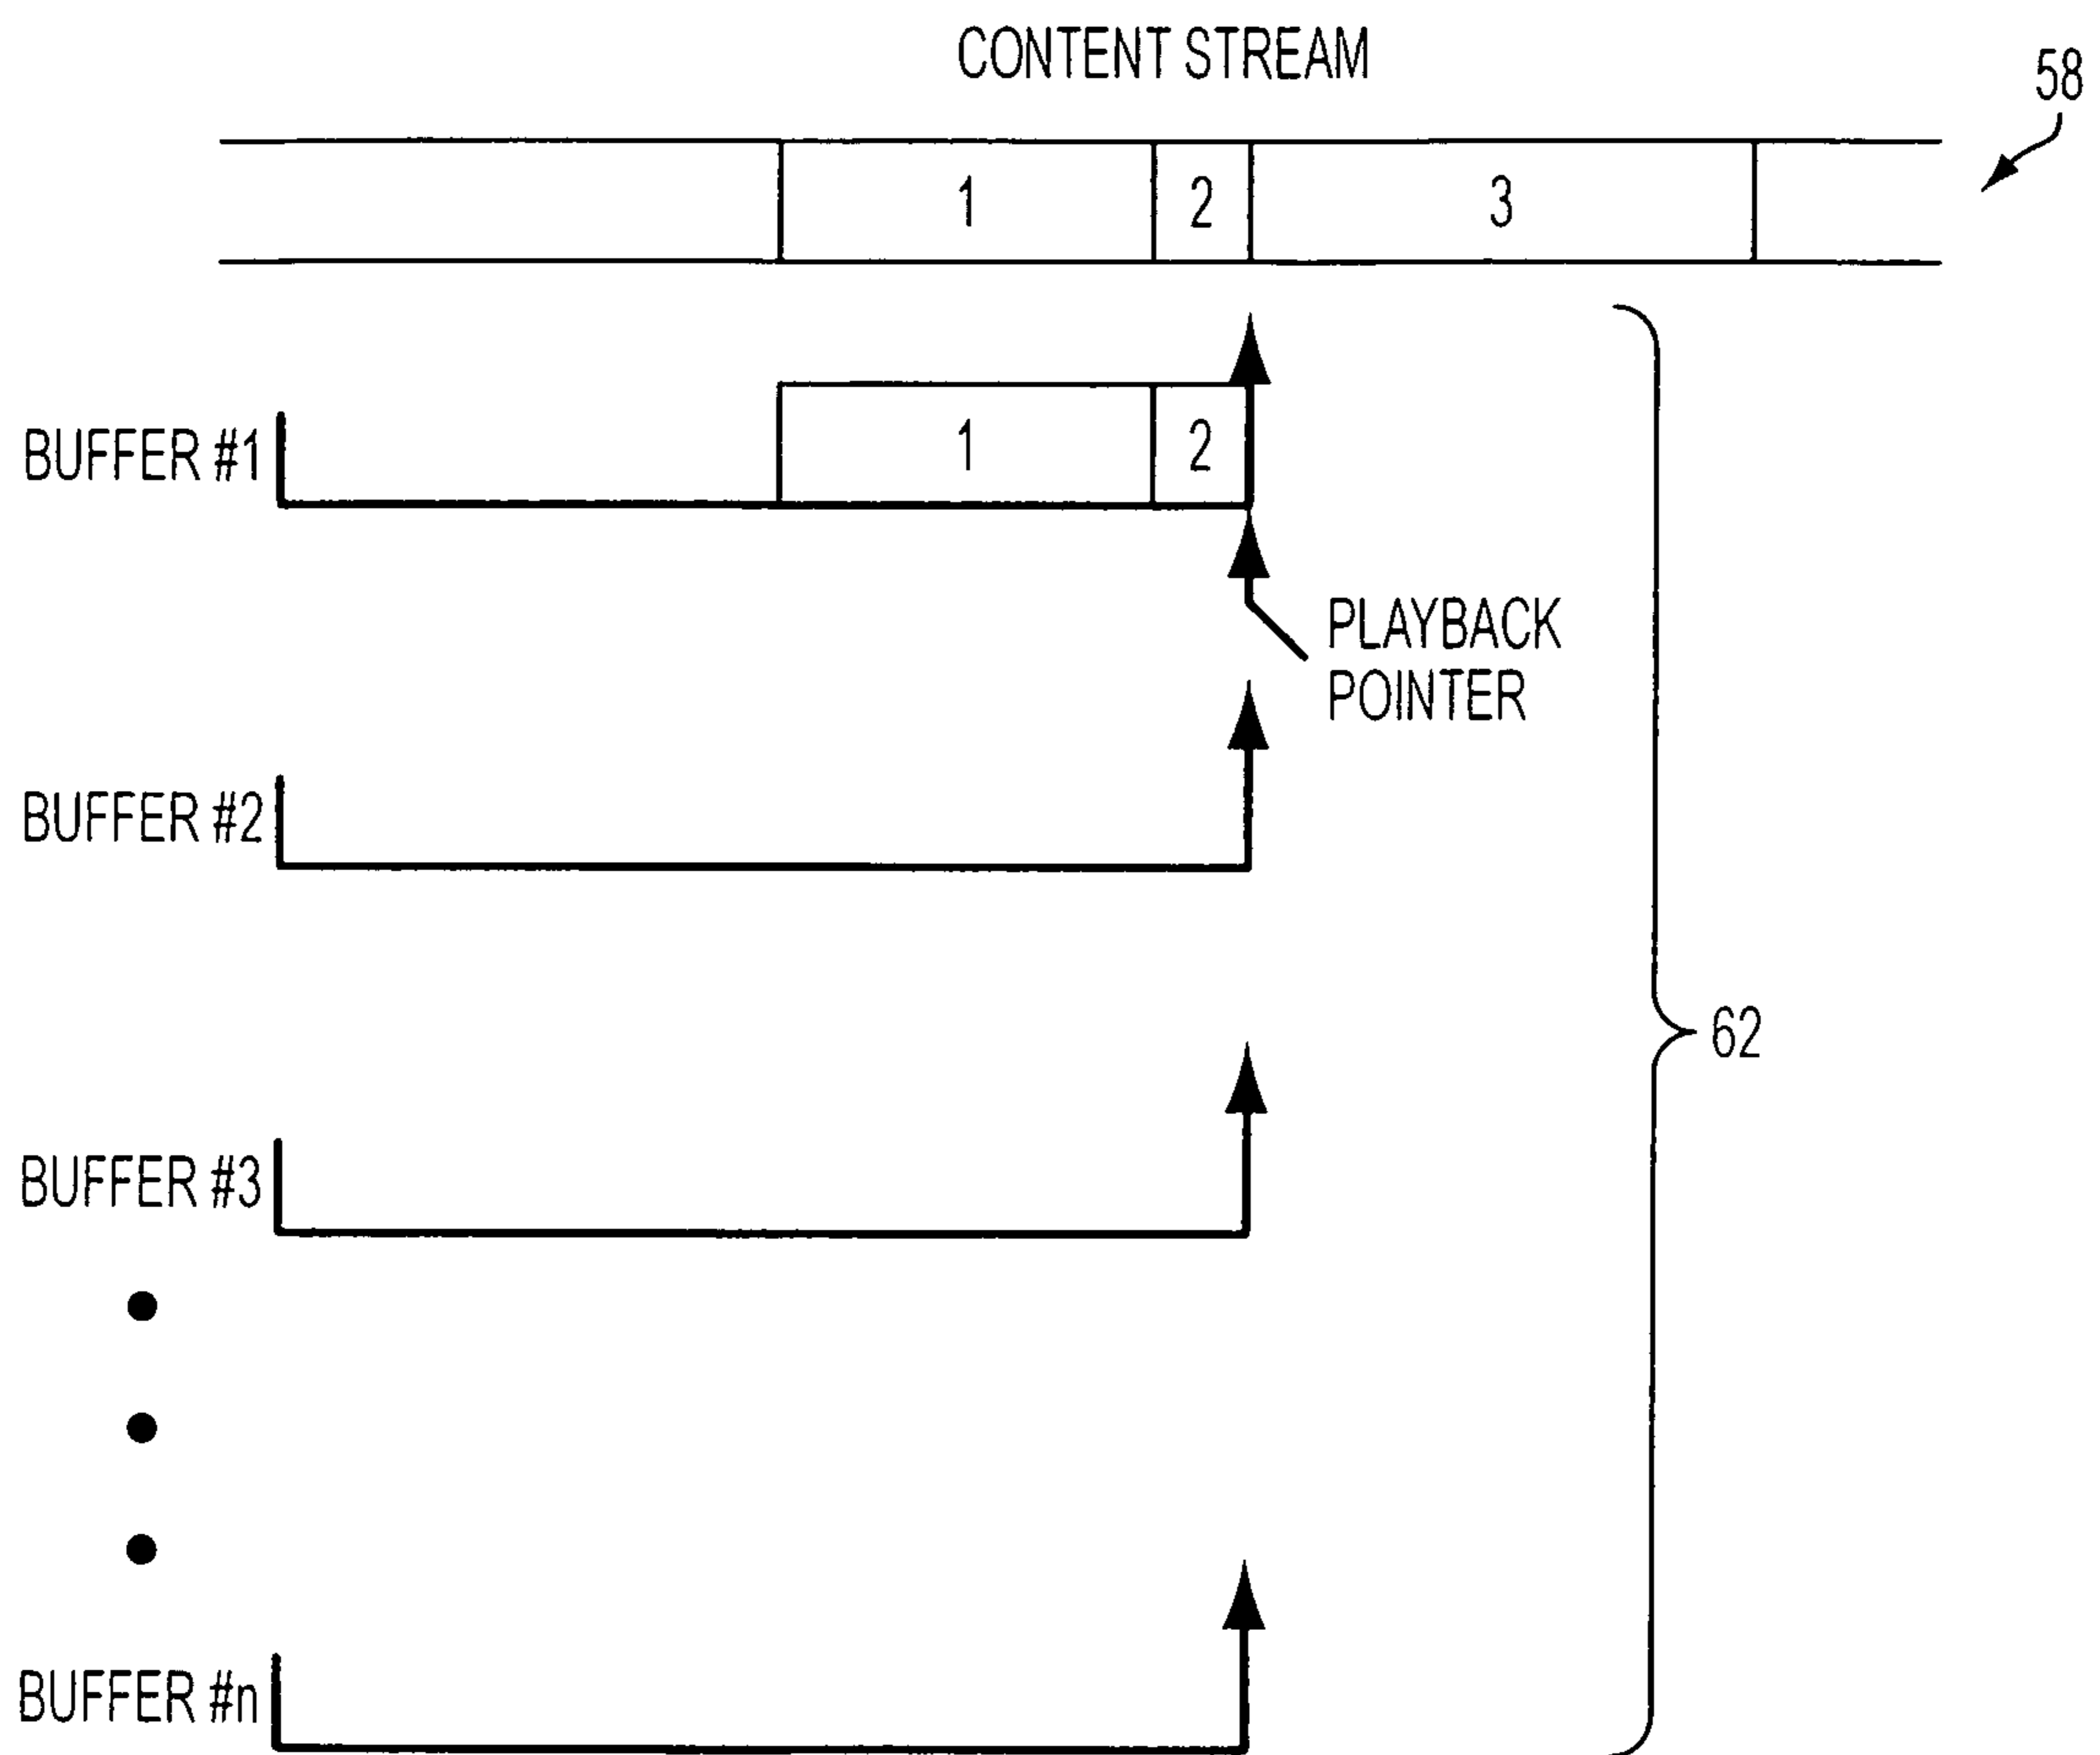 CONTENT STREAM
58
1 2 3
BUFFER #1
1 2
PLAYBACK
POINTER
BUFFER #2
62
BUFFER #3
BUFFER #n